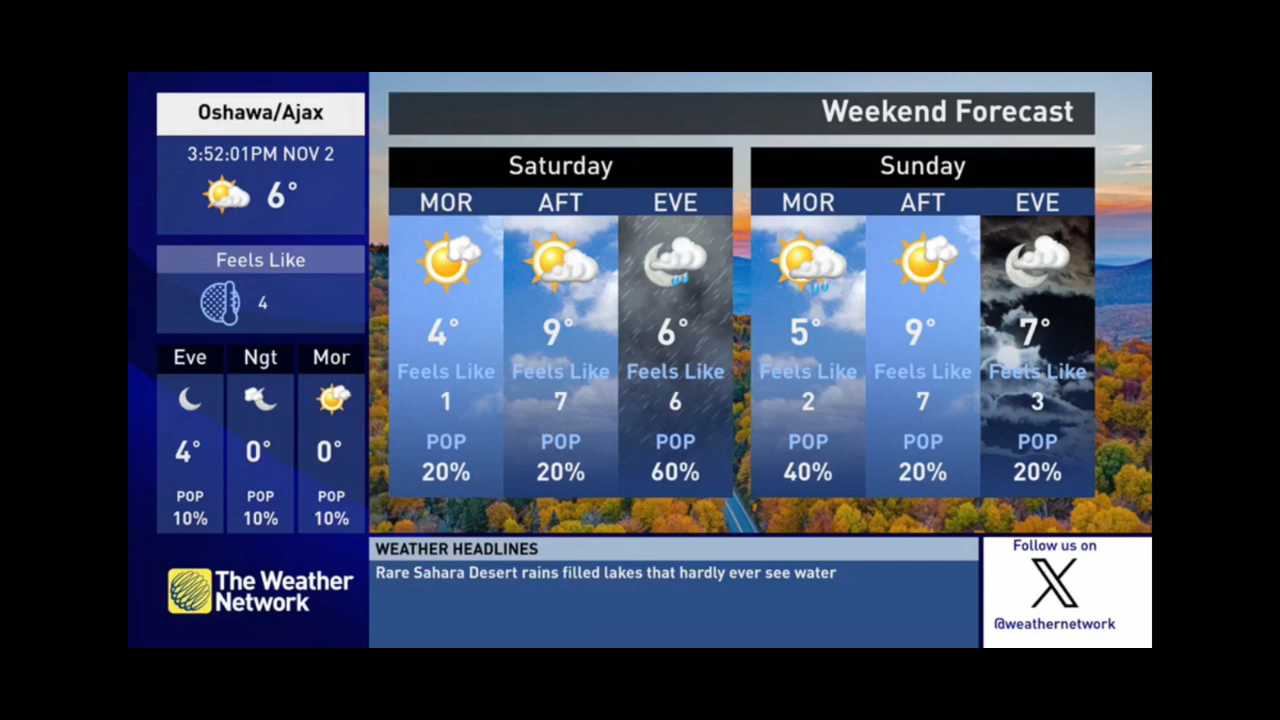 Oshawa/Ajax
3:52:01PM NOV 2
6°
Feels Like
4
Eve Ngt Mor
4° 0° 0°
POP POP POP
10% 10% 10%
The Weather
Network
Weekend Forecast
Saturday
MOR AFT EVE
4° 9° 6°
Feels Like Feels Like Feels Like
1 7 6
POP POP POP
20% 20% 60%
Sunday
MOR AFT EVE
5° 9° 7°
Feels Like Feels Like Feels Like
2 7 3
POP POP POP
40% 20% 20%
WEATHER HEADLINES
Rare Sahara Desert rains filled lakes that hardly ever see water
Follow us on
X
@weathernetwork